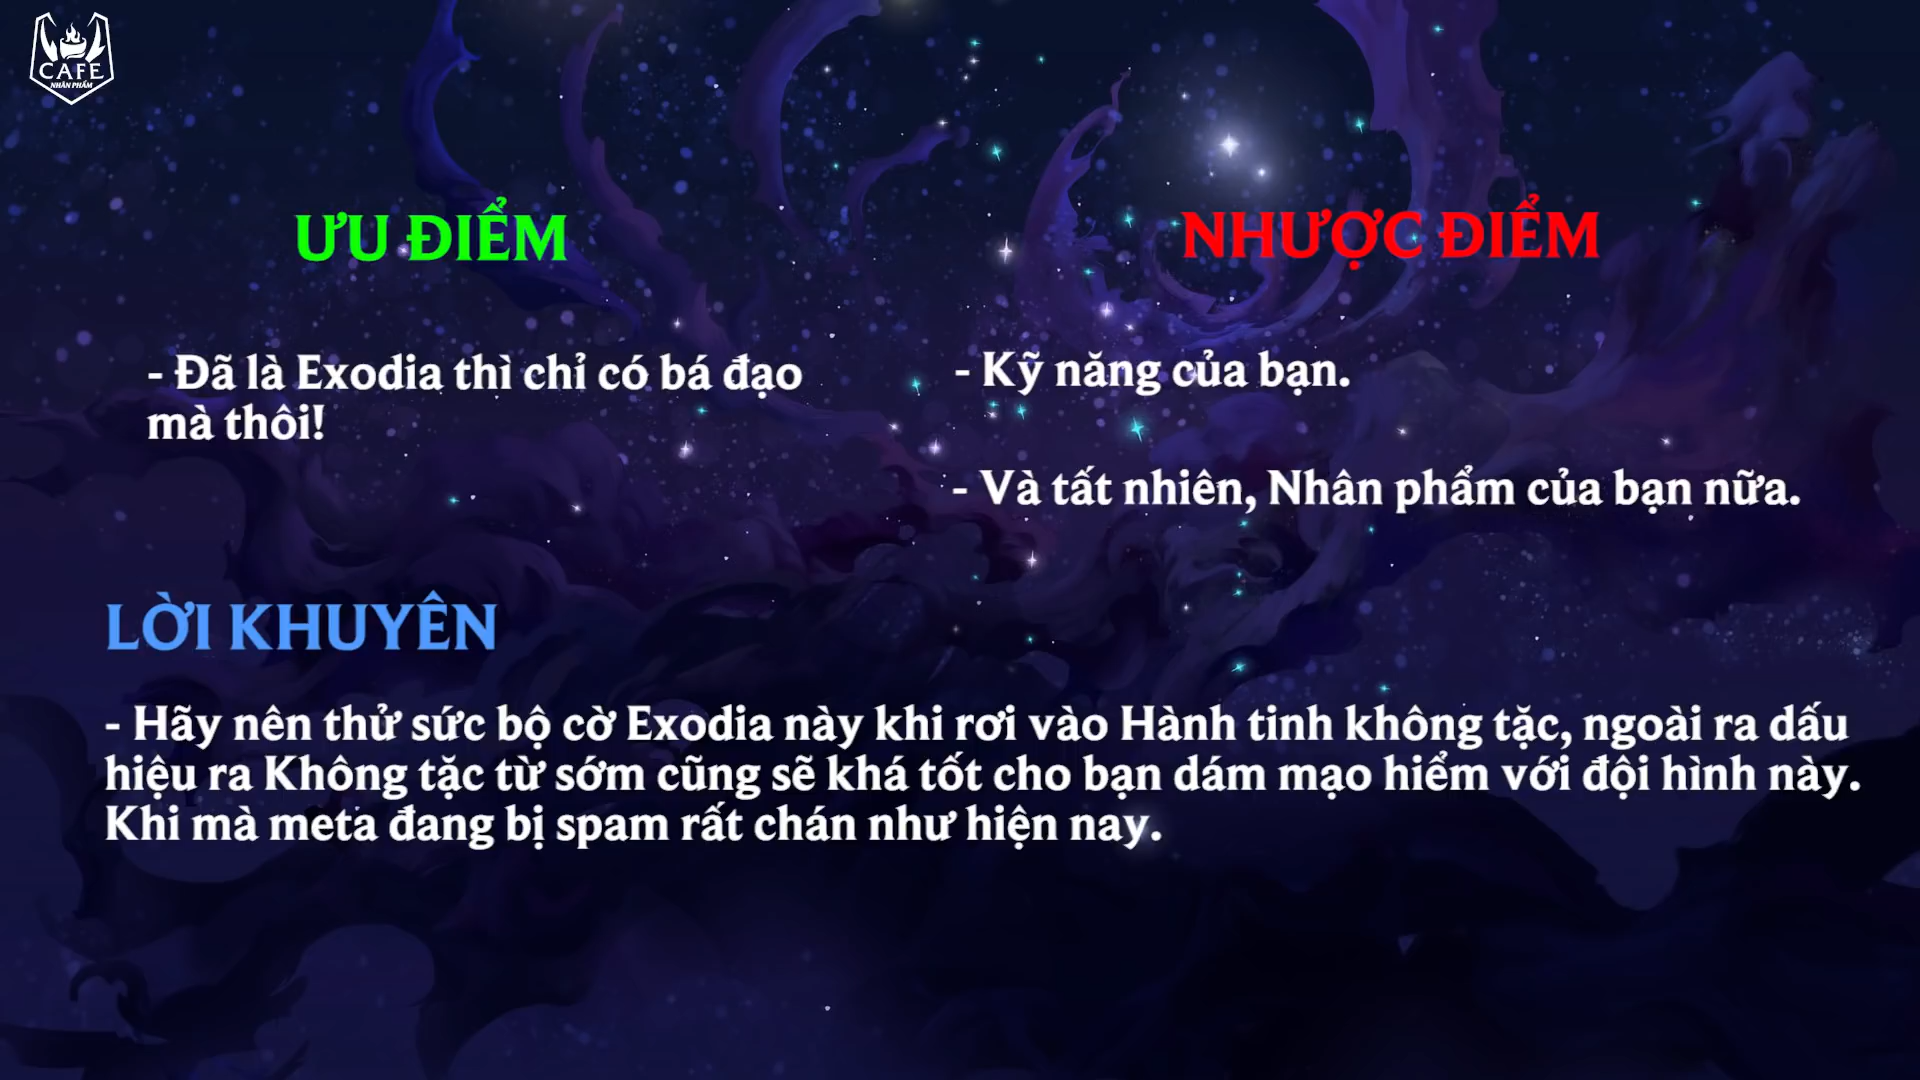 CAFE
NHÂN PHẨM
ƯU ĐIỂM
- Đã là Exodia thì chỉ có bá đạo
mà thôi!
NHƯỢC ĐIỂM
- Kỹ năng của bạn.
- Và tất nhiên, Nhân phẩm của bạn nữa.
LỜI KHUYÊN
- Hãy nên thử sức bộ cờ Exodia này khi rơi vào Hành tinh không tặc, ngoài ra dấu
hiệu ra Không tặc từ sớm cũng sẽ khá tốt cho bạn dám mạo hiểm với đội hình này.
Khi mà meta đang bị spam rất chán như hiện nay.